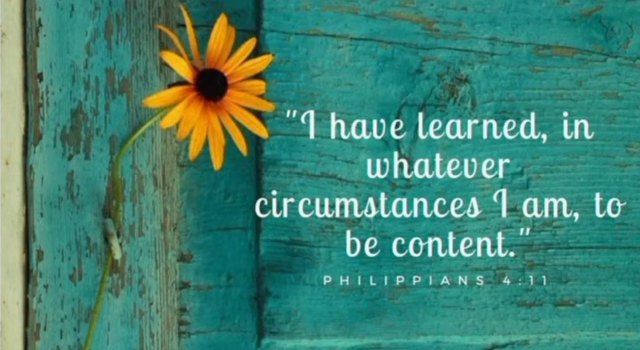 "I have learned, in
whatever
circumstances I am, to
be content."
PHILIPPIANS 4:11